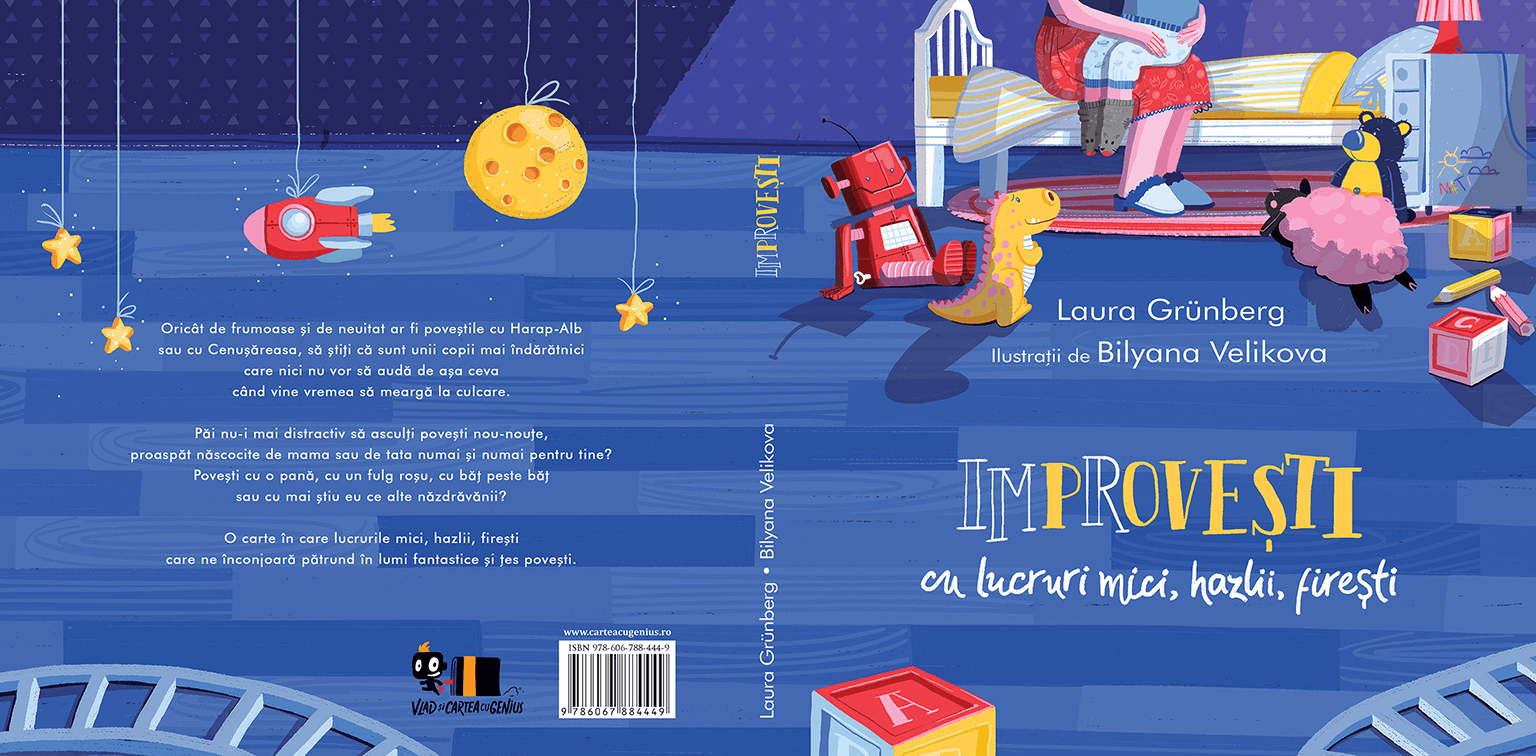 Oricât de frumoase și de neuitat ar fi poveștile cu Harap-Alb
sau cu Cenușăreasa, să știți că sunt unii copii mai îndărătnici
care nici nu vor să audă de așa ceva
când vine vremea să meargă la culcare.
Păi nu-i mai distractiv să asculți povești nou-nouțe,
proaspăt născocite de mama sau de tata numai și numai pentru tine?
Povești cu o pană, cu un fulg roșu, cu băț peste băț
sau cu mai știu eu ce alte năzdrăvănii?
O carte în care lucrurile mici, hazlii, firești
care ne înconjoară pătrund în lumi fantastice și țes povești.
VLAD și CARTEA CU GENIUS
www.carteacugenius.ro
ISBN 978-606-788-444-9
9 786067 884449
IMPROVEȘTI
Laura Grünberg • Bilyana Velikova
Laura Grünberg
Ilustrații de Bilyana Velikova
IMPROVEȘTI
cu lucruri mici, hazlii, firești
A
C
D
A